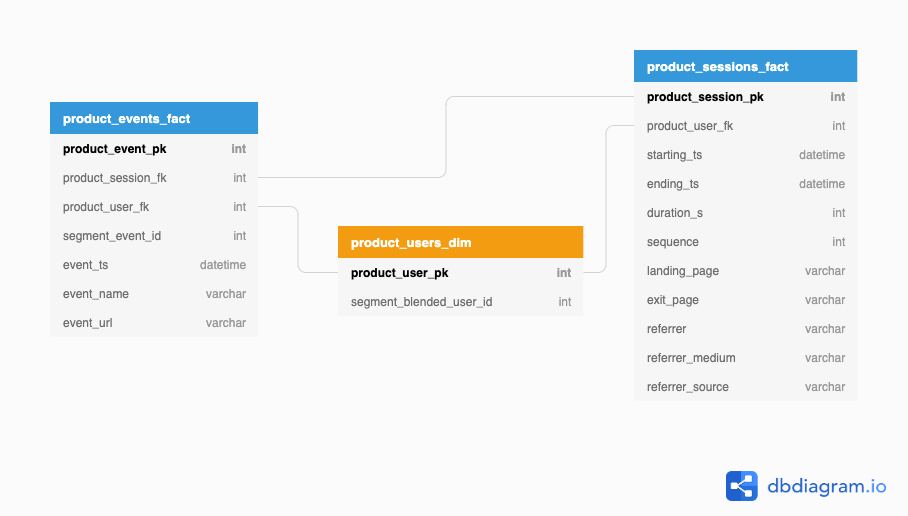 product_events_fact
product_event_pk int
product_session_fk int
product_user_fk int
segment_event_id int
event_ts datetime
event_name varchar
event_url varchar
product_users_dim
product_user_pk int
segment_blended_user_id int
product_sessions_fact
product_session_pk int
product_user_fk int
starting_ts datetime
ending_ts datetime
duration_s int
sequence int
landing_page varchar
exit_page varchar
referrer varchar
referrer_medium varchar
referrer_source varchar
dbdiagram.io